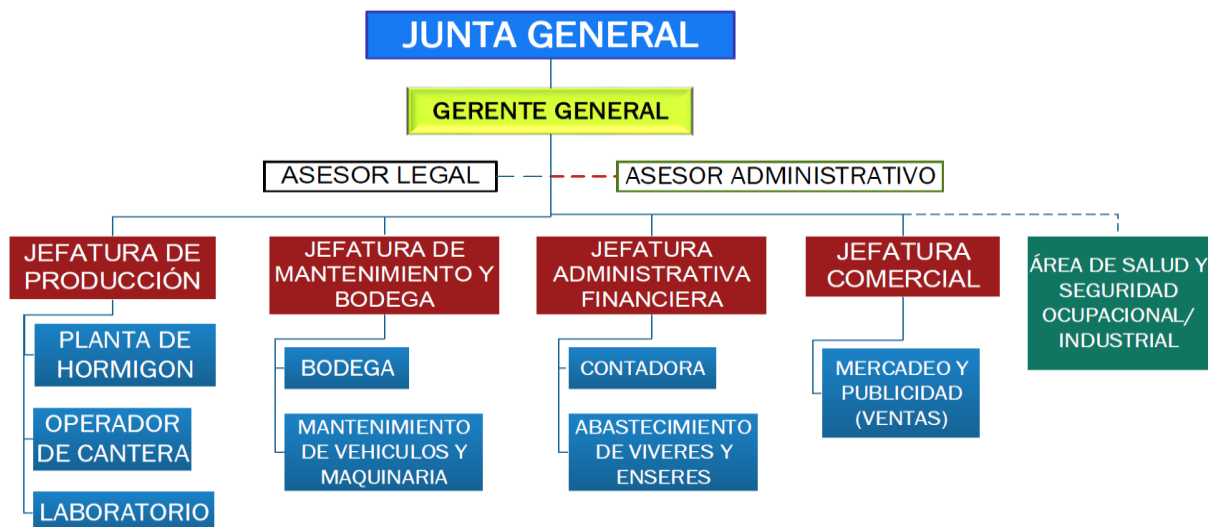 JUNTA GENERAL
GERENTE GENERAL
ASESOR LEGAL
ASESOR ADMINISTRATIVO
JEFATURA DE
PRODUCCIÓN
PLANTA DE
HORMIGON
OPERADOR
DE CANTERA
LABORATORIO
JEFATURA DE
MANTENIMIENTO Y
BODEGA
BODEGA
MANTENIMIENTO
DE VEHICULOS Y
MAQUINARIA
JEFATURA
ADMINISTRATIVA
FINANCIERA
CONTADORA
ABASTECIMIENTO
DE VIVERES Y
ENSERES
JEFATURA
COMERCIAL
MERCADEO Y
PUBLICIDAD
(VENTAS)
ÁREA DE SALUD Y
SEGURIDAD
OCUPACIONAL/
INDUSTRIAL